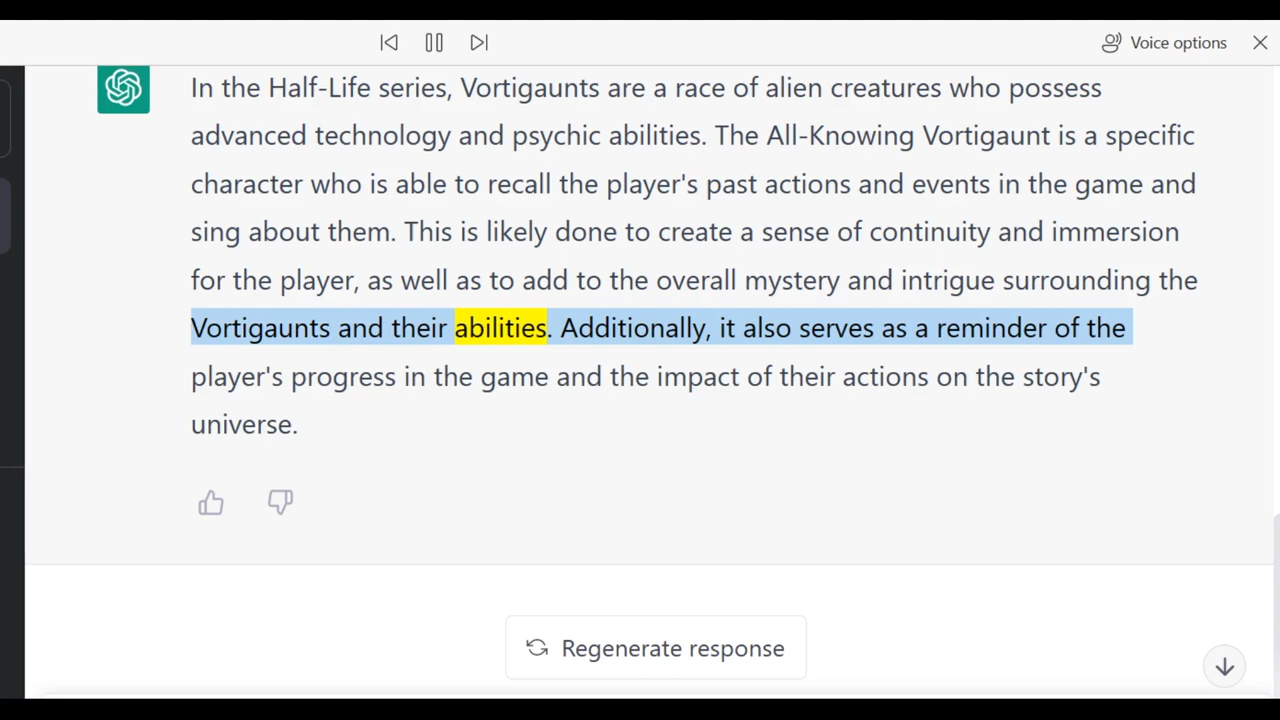 Voice options
In the Half-Life series, Vortigaunts are a race of alien creatures who possess
advanced technology and psychic abilities. The All-Knowing Vortigaunt is a specific
character who is able to recall the player's past actions and events in the game and
sing about them. This is likely done to create a sense of continuity and immersion
for the player, as well as to add to the overall mystery and intrigue surrounding the
Vortigaunts and their abilities. Additionally, it also serves as a reminder of the
player's progress in the game and the impact of their actions on the story's
universe.
Regenerate response